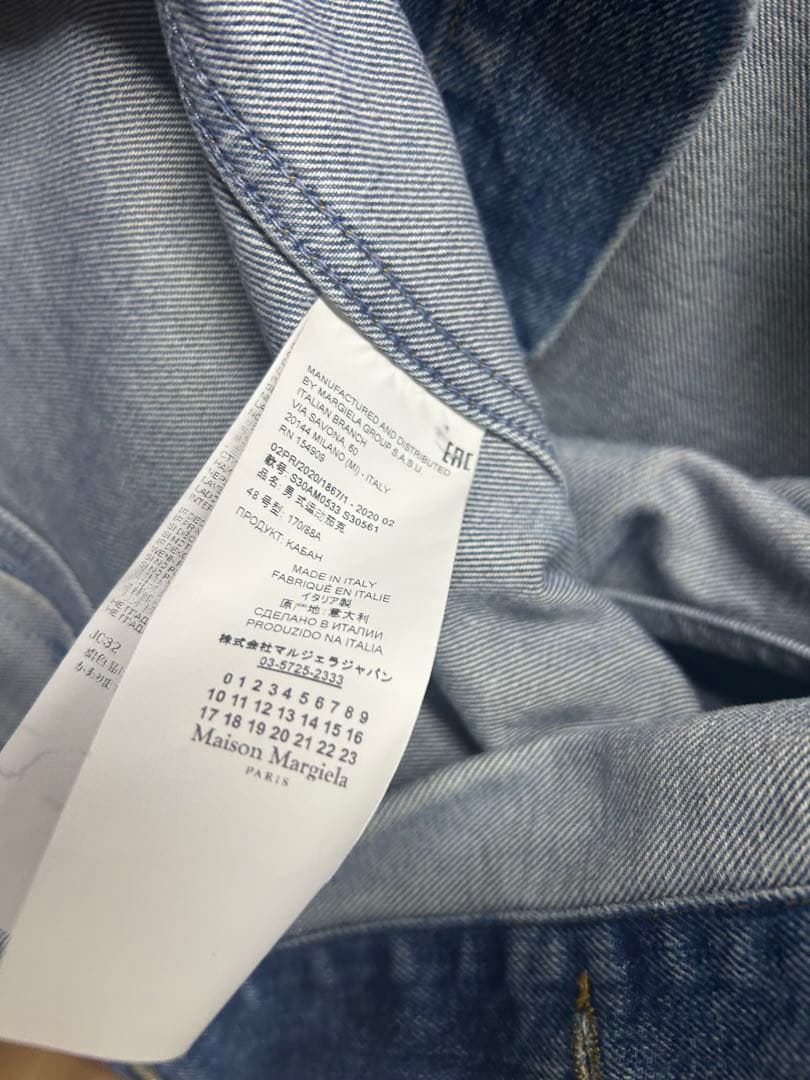 MANUFACTURED AND DISTRIBUTED
BY MARGIELA GROUP S.A.S.U.
ITALIAN BRANCH
VIA SAVONA, 60
20144 MILANO (MI) - ITALY
RN 154909
EAC
02PR/2020/1867/1 - 2020 02
款号: S30AM0533 S30561
品名: 男式运动茄克
48 号型: 170/88A
ПРОДУКТ: КАБАН
MADE IN ITALY
FABRIQUÉ EN ITALIE
イタリア製
原产地: 意大利
СДЕЛАНО В ИТАЛИИ
PRODUZIDO NA ITALIA
株式会社マルジェラジャパン
03-5725-2333
0 1 2 3 4 5 6 7 8 9
10 11 12 13 14 15 16
17 18 19 20 21 22 23
Maison Margiela
PARIS
JC32